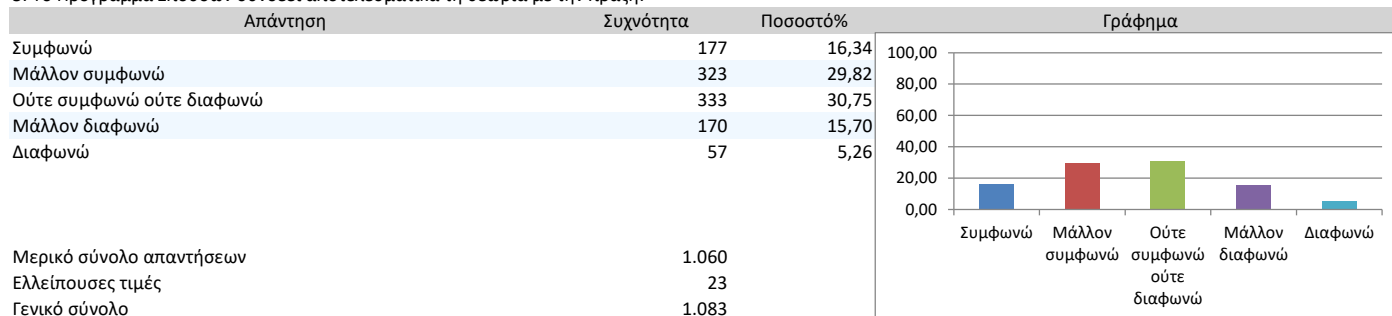 Απάντηση Συχνότητα Ποσοστό% Γράφημα
Συμφωνώ 177 16,34
Μάλλον συμφωνώ 323 29,82
Ούτε συμφωνώ ούτε διαφωνώ 333 30,75
Μάλλον διαφωνώ 170 15,70
Διαφωνώ 57 5,26
Μερικό σύνολο απαντήσεων 1.060
Ελλείπουσες τιμές 23
Γενικό σύνολο 1.083
100,00
80,00
60,00
40,00
20,00
0,00
Συμφωνώ Μάλλον Ούτε Μάλλον Διαφωνώ
συμφωνώ συμφωνώ διαφωνώ
ούτε
διαφωνώ